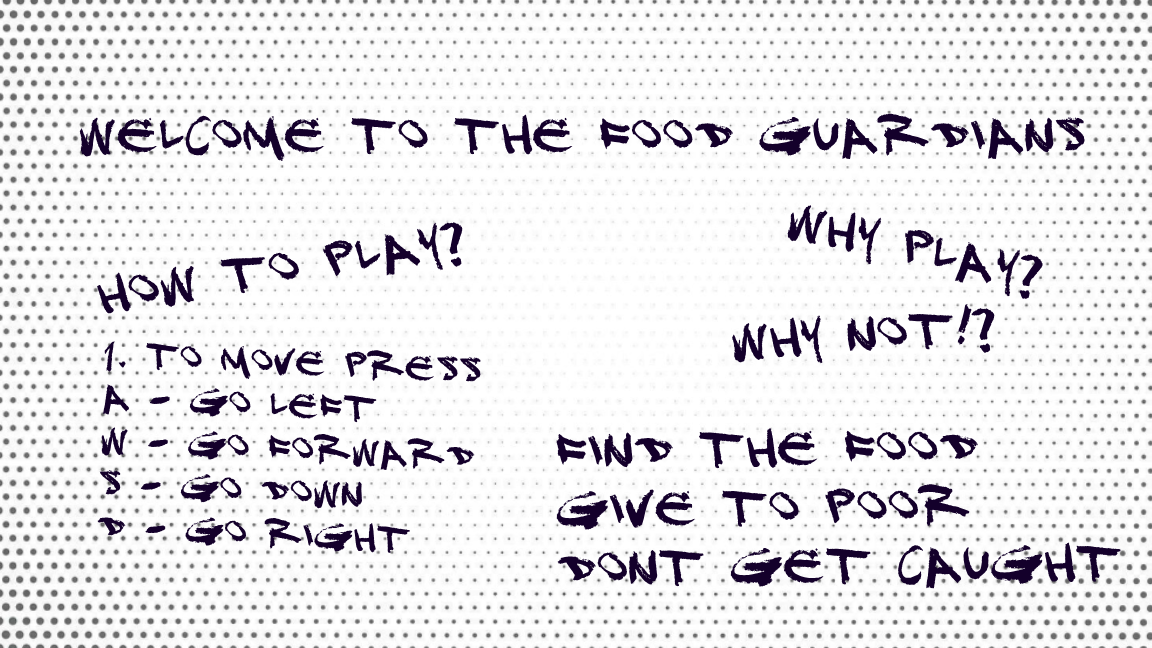 WELCOME TO THE FOOD GUARDIANS
HOW TO PLAY?
1. TO MOVE PRESS
A - GO LEFT
W - GO FORWARD
S - GO DOWN
D - GO RIGHT
WHY PLAY?
WHY NOT!?
FIND THE FOOD
GIVE TO POOR
DONT GET CAUGHT